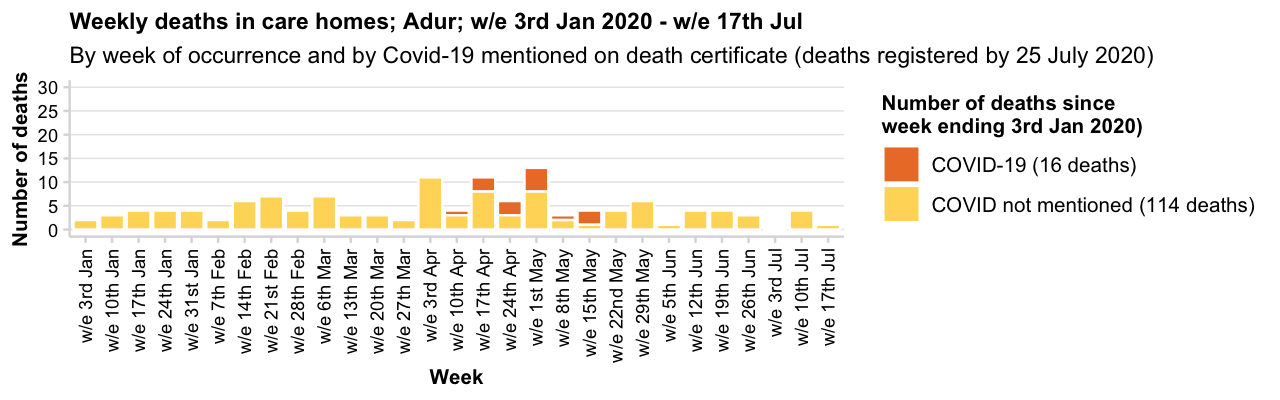 Weekly deaths in care homes; Adur; w/e 3rd Jan 2020 - w/e 17th Jul
By week of occurrence and by Covid-19 mentioned on death certificate (deaths registered by 25 July 2020)
Number of deaths
30
25
20
15
10
5
0
w/e 3rd Jan
w/e 10th Jan
w/e 17th Jan
w/e 24th Jan
w/e 31st Jan
w/e 7th Feb
w/e 14th Feb
w/e 21st Feb
w/e 28th Feb
w/e 6th Mar
w/e 13th Mar
w/e 20th Mar
w/e 27th Mar
w/e 3rd Apr
w/e 10th Apr
w/e 17th Apr
w/e 24th Apr
w/e 1st May
w/e 8th May
w/e 15th May
w/e 22nd May
w/e 29th May
w/e 5th Jun
w/e 12th Jun
w/e 19th Jun
w/e 26th Jun
w/e 3rd Jul
w/e 10th Jul
w/e 17th Jul
Week
Number of deaths since
week ending 3rd Jan 2020)
COVID-19 (16 deaths)
COVID not mentioned (114 deaths)